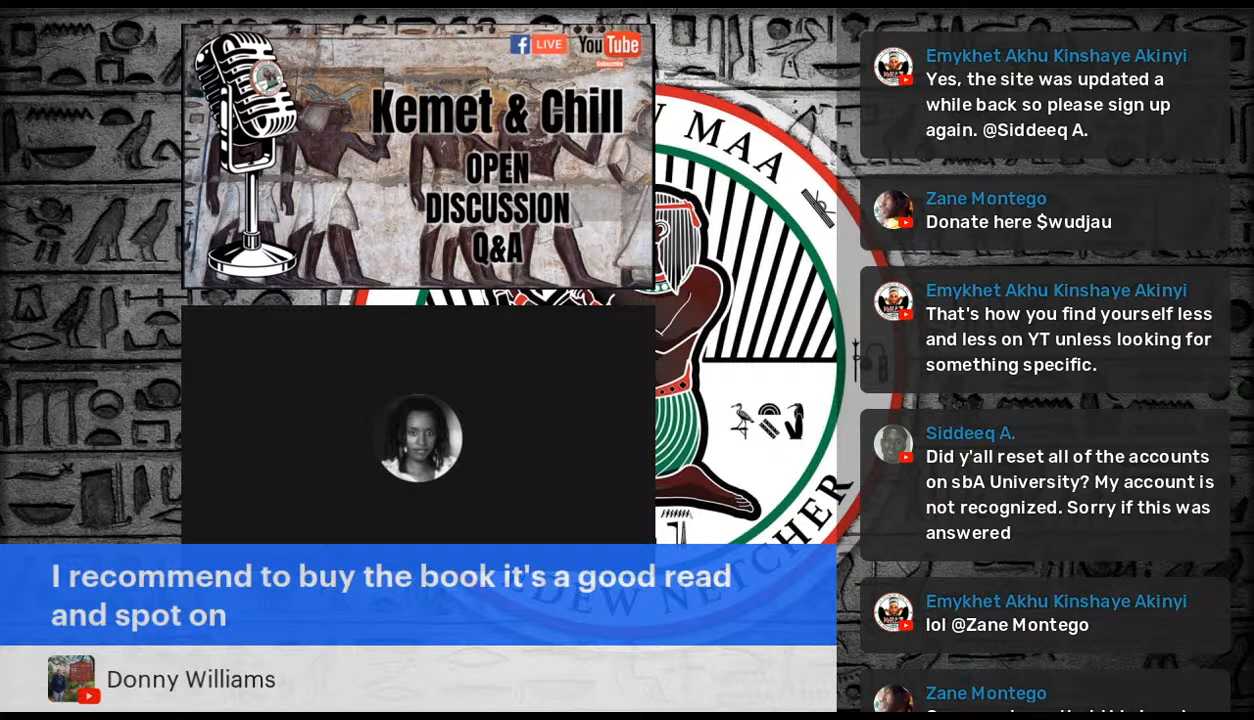 LIVE
YouTube
Subscribe
Kemet & Chill
OPEN
DISCUSSION
Q&A
MAA
NETCHER
I recommend to buy the book it's a good read
and spot on
Donny Williams
Emykhet Akhu Kinshaye Akinyi
Yes, the site was updated a
while back so please sign up
again. @Siddeeq A.
Zane Montego
Donate here $wudjau
Emykhet Akhu Kinshaye Akinyi
That's how you find yourself less
and less on YT unless looking for
something specific.
Siddeeq A.
Did y'all reset all of the accounts
on sbA University? My account is
not recognized. Sorry if this was
answered
Emykhet Akhu Kinshaye Akinyi
lol @Zane Montego
Zane Montego